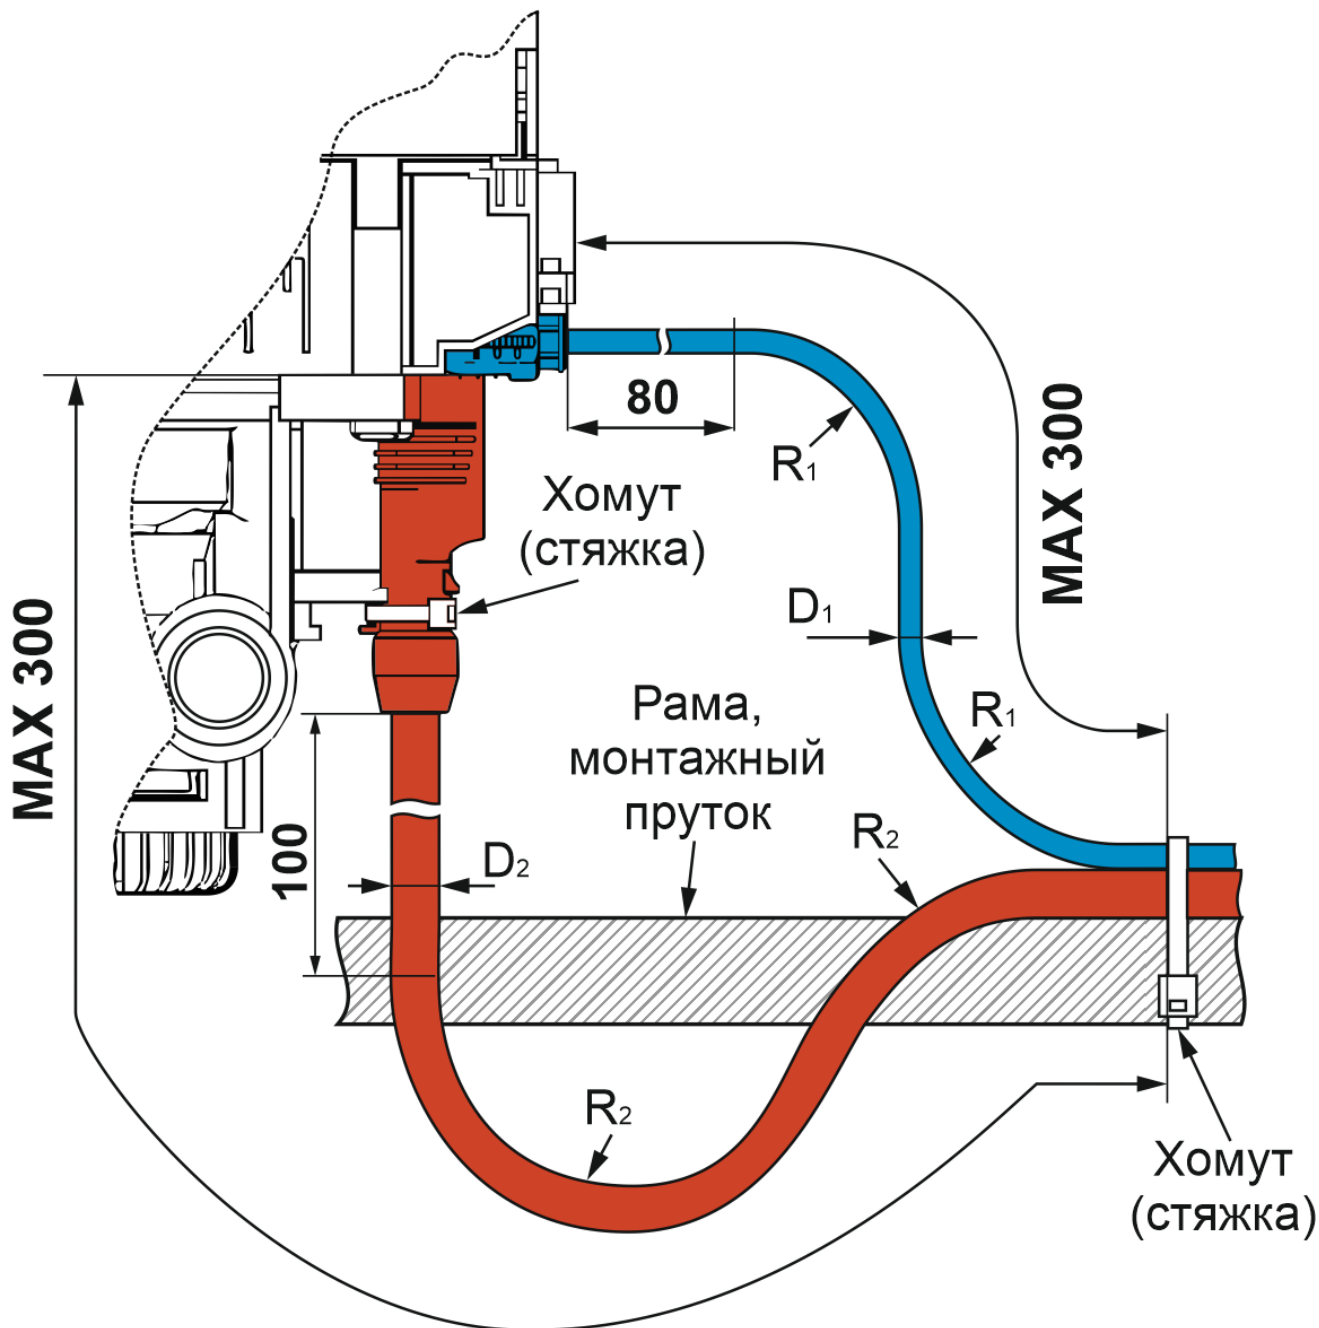 80
R1
MAX 300
Хомут
(стяжка)
D1
MAX 300
Рама,
монтажный
пруток
R1
100
D2
R2
R2
Хомут
(стяжка)